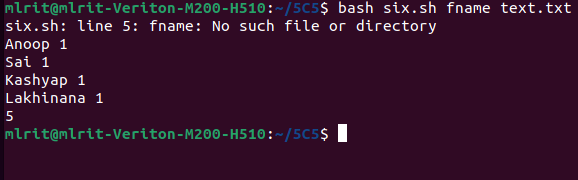 mlrit@mlrit-Veriton-M200-H510:~/5C5$ bash six.sh fname text.txt
six.sh: line 5: fname: No such file or directory
Anoop 1
Sai 1
Kashyap 1
Lakhinana 1
5
mlrit@mlrit-Veriton-M200-H510:~/5C5$